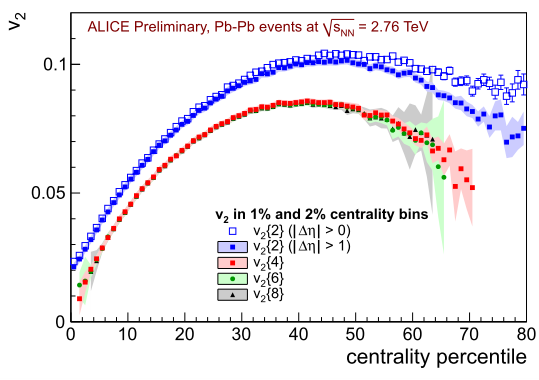 v₂
ALICE Preliminary, Pb-Pb events at √sNN = 2.76 TeV
0.1
0.05
0
v₂ in 1% and 2% centrality bins
v₂{2} (|Δη| > 0)
v₂{2} (|Δη| > 1)
v₂{4}
v₂{6}
v₂{8}
0 10 20 30 40 50 60 70 80
centrality percentile